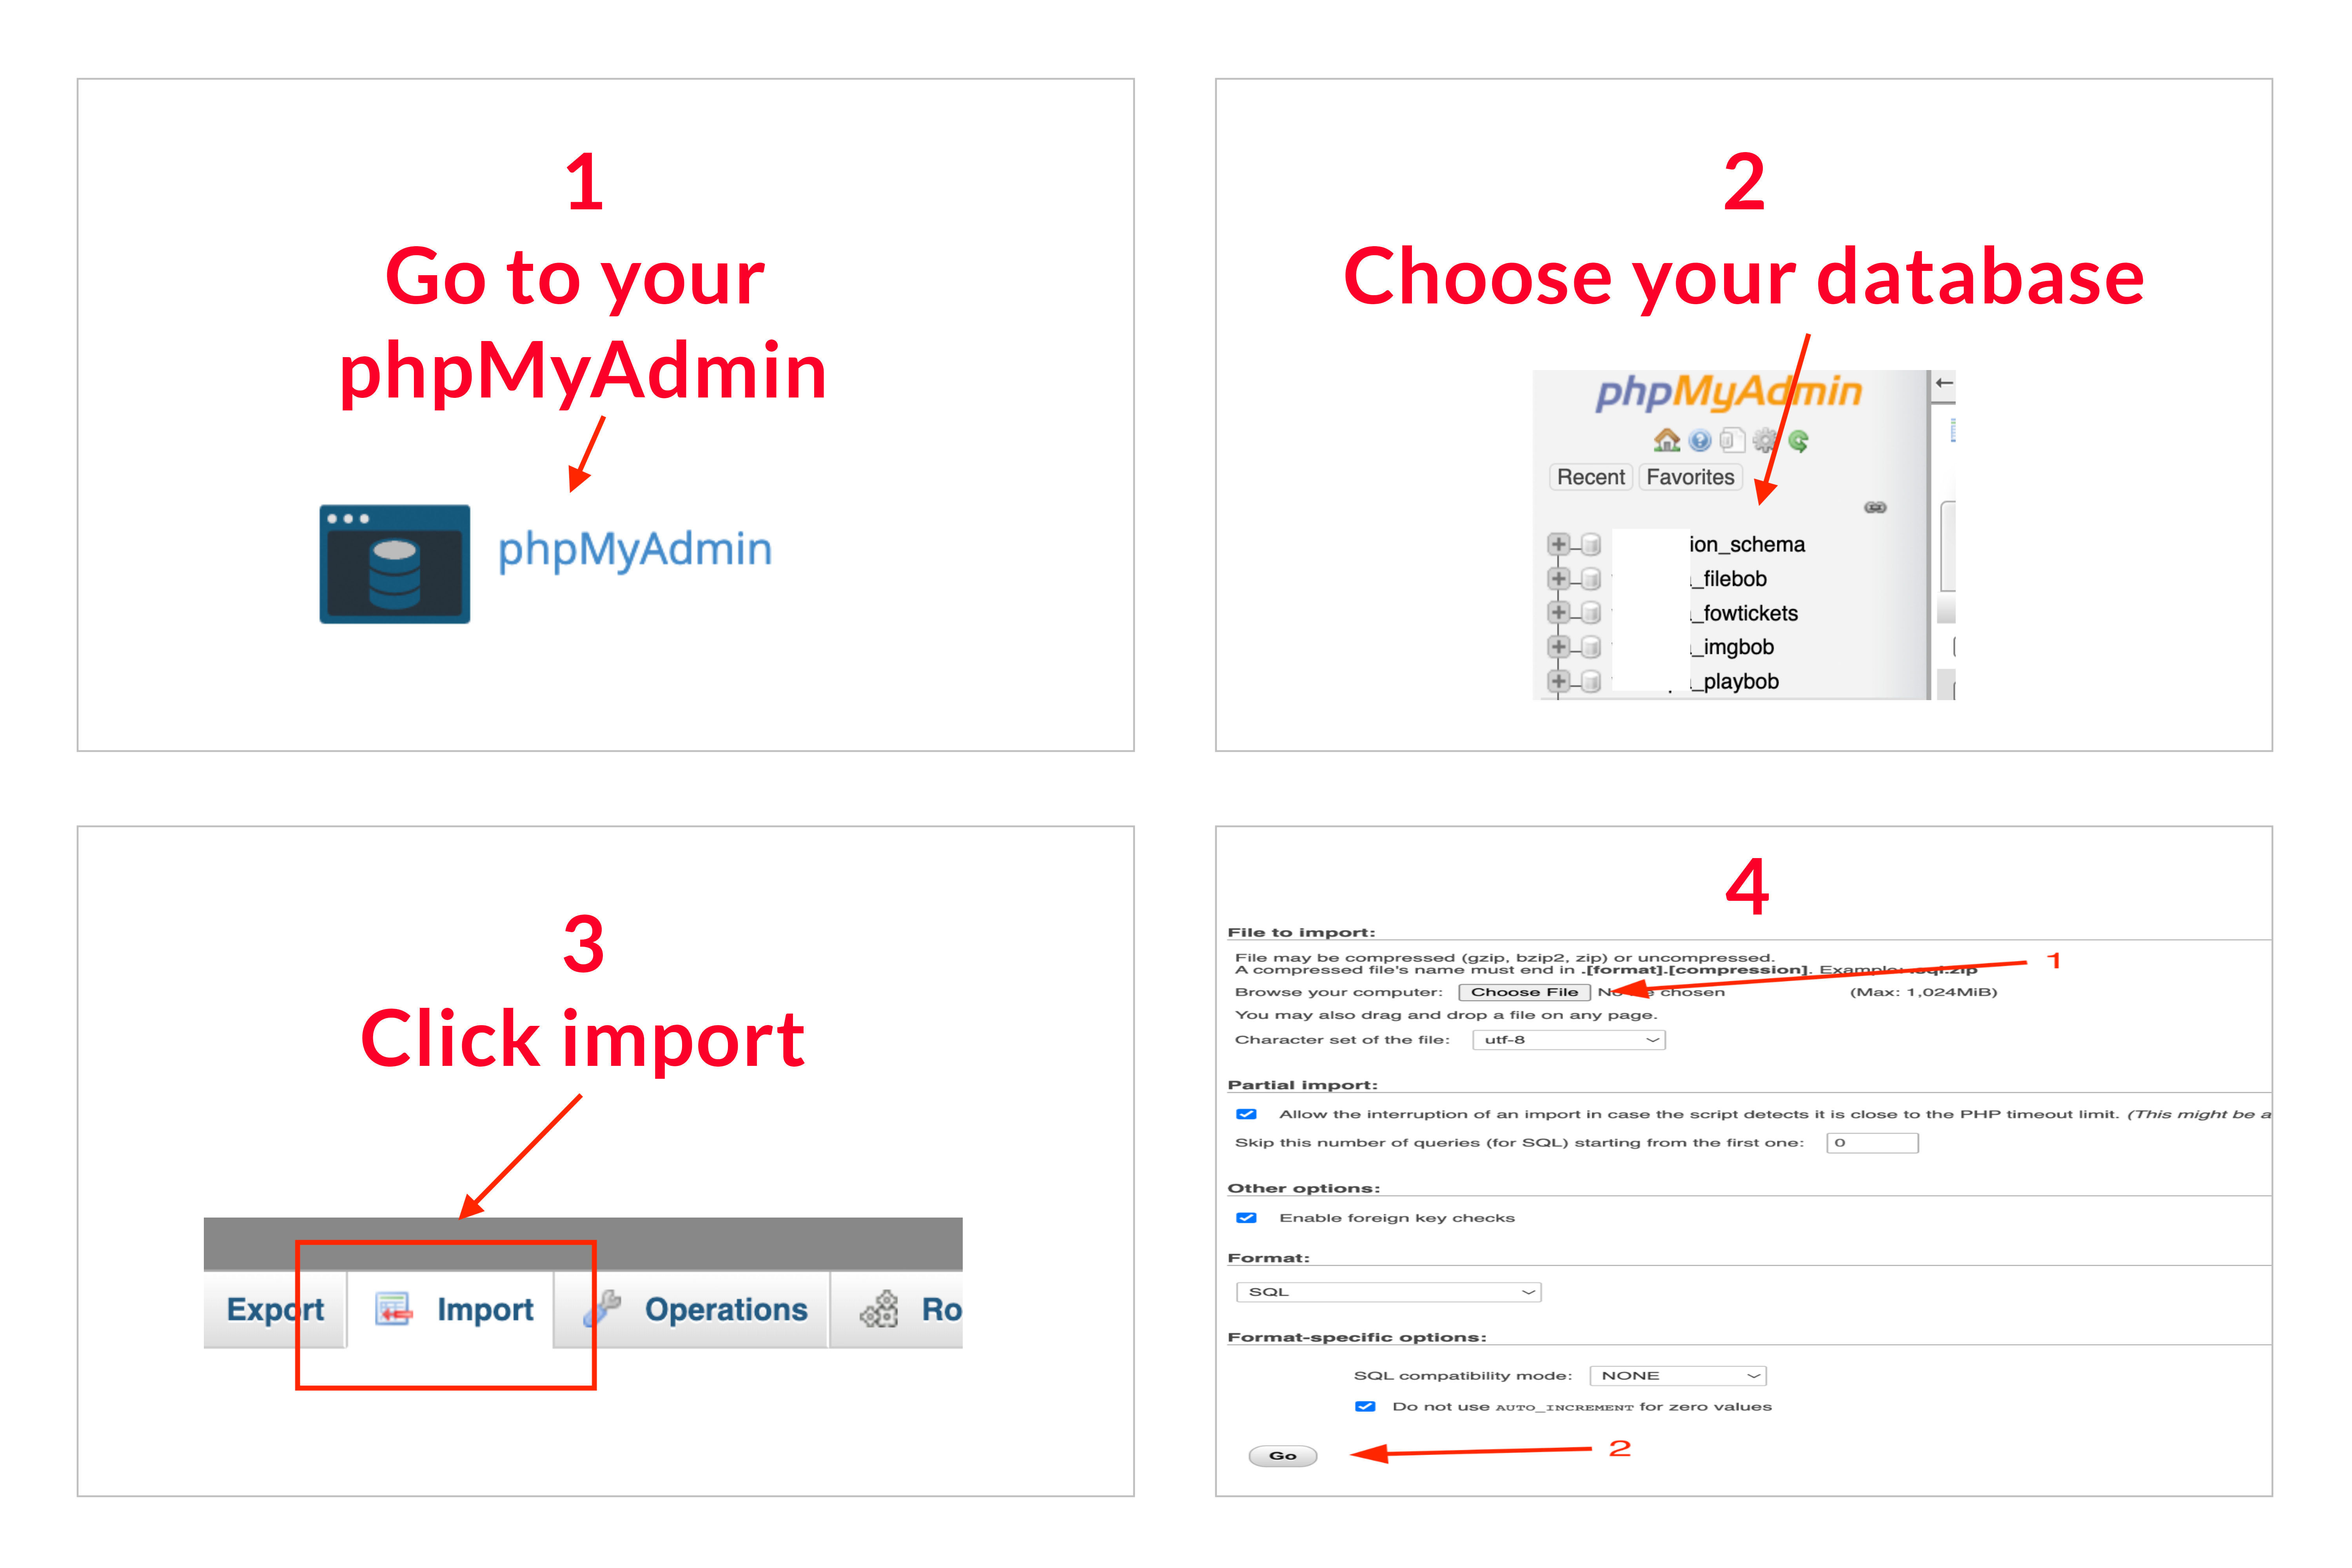 1
Go to your
phpMyAdmin
phpMyAdmin
2
Choose your database
phpMyAdmin
Recent Favorites
ion_schema
_filebob
_fowtickets
_imgbob
_playbob
3
Click import
Export Import Operations Ro
4
File to import:
File may be compressed (gzip, bzip2, zip) or uncompressed.
A compressed file's name must end in .[format].[compression]. Example: .sql.zip
1
Browse your computer: Choose File No file chosen (Max: 1,024MiB)
You may also drag and drop a file on any page.
Character set of the file: utf-8
Partial import:
Allow the interruption of an import in case the script detects it is close to the PHP timeout limit. (This might be a
Skip this number of queries (for SQL) starting from the first one: 0
Other options:
Enable foreign key checks
Format:
SQL
Format-specific options:
SQL compatibility mode: NONE
Do not use AUTO_INCREMENT for zero values
Go 2